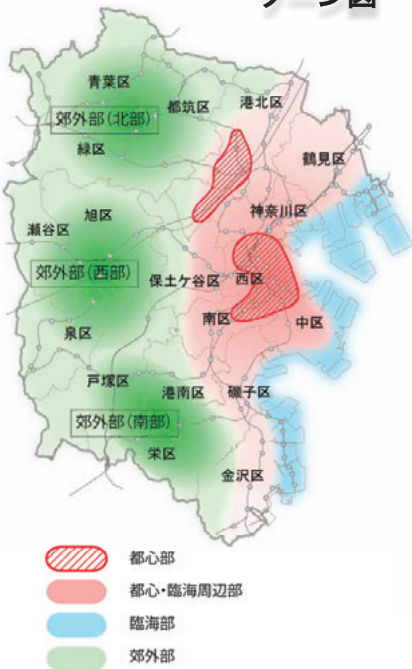 ゾーン図
青葉区
都筑区
港北区
郊外部(北部)
緑区
鶴見区
神奈川区
旭区
瀬谷区
郊外部(西部)
保土ケ谷区
西区
南区
中区
泉区
戸塚区
港南区
磯子区
郊外部(南部)
栄区
金沢区
都心部
都心・臨海周辺部
臨海部
郊外部